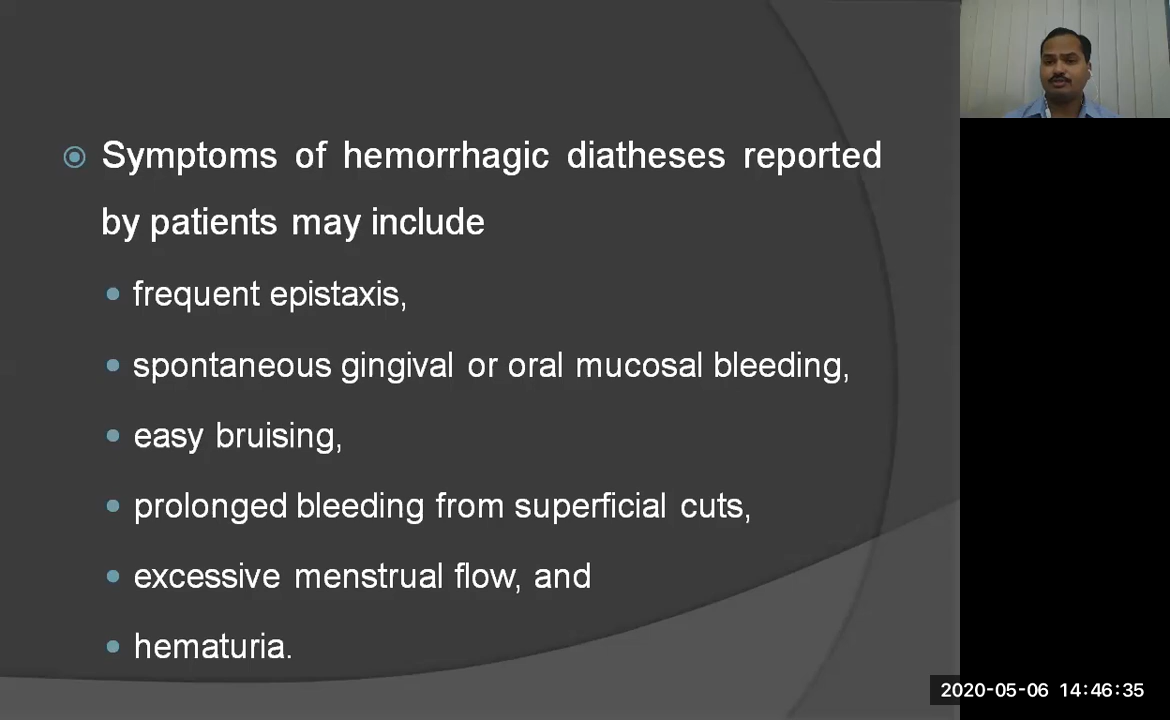 Symptoms of hemorrhagic diatheses reported
by patients may include
frequent epistaxis,
spontaneous gingival or oral mucosal bleeding,
easy bruising,
prolonged bleeding from superficial cuts,
excessive menstrual flow, and
hematuria.
2020-05-06 14:46:35